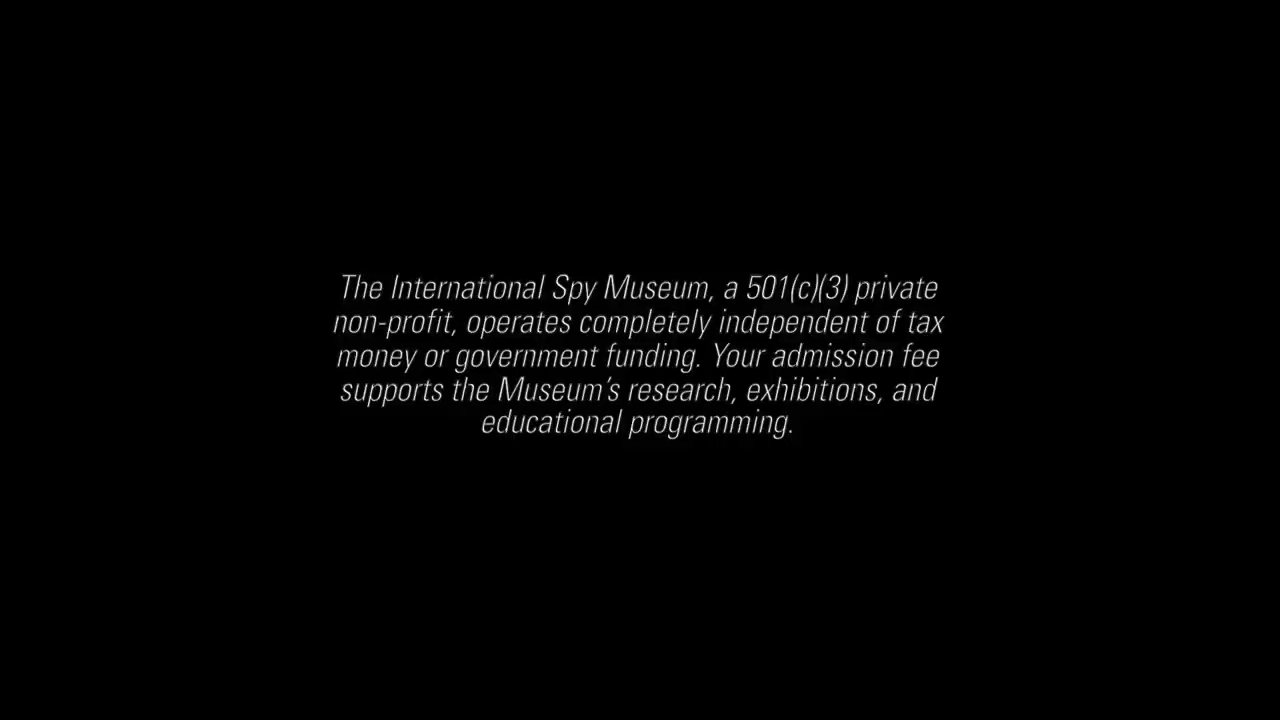 The International Spy Museum, a 501(c)(3) private
non-profit, operates completely independent of tax
money or government funding. Your admission fee
supports the Museum’s research, exhibitions, and
educational programming.